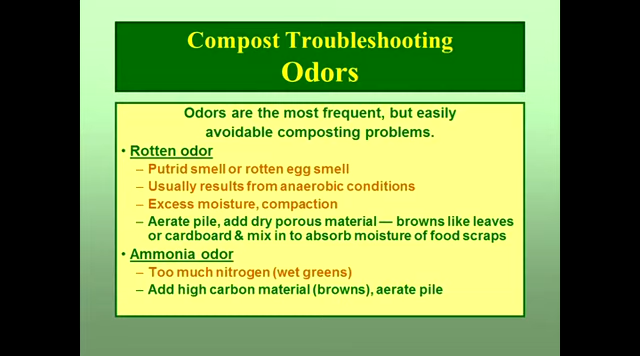 Compost Troubleshooting
Odors
Odors are the most frequent, but easily
avoidable composting problems.
• Rotten odor
– Putrid smell or rotten egg smell
– Usually results from anaerobic conditions
– Excess moisture, compaction
– Aerate pile, add dry porous material — browns like leaves
or cardboard & mix in to absorb moisture of food scraps
• Ammonia odor
– Too much nitrogen (wet greens)
– Add high carbon material (browns), aerate pile